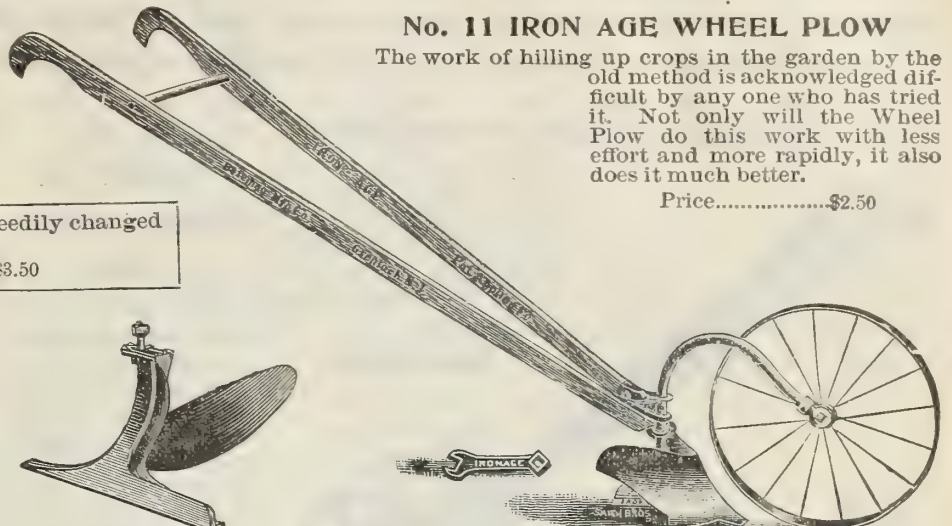 No. 11 IRON AGE WHEEL PLOW
The work of hilling up crops in the garden by the
old method is acknowledged dif-
ficult by any one who has tried
it. Not only will the Wheel
Plow do this work with less
effort and more rapidly, it also
does it much better.
Price..................$2.50
eedily changed
$3.50
IRON AGE